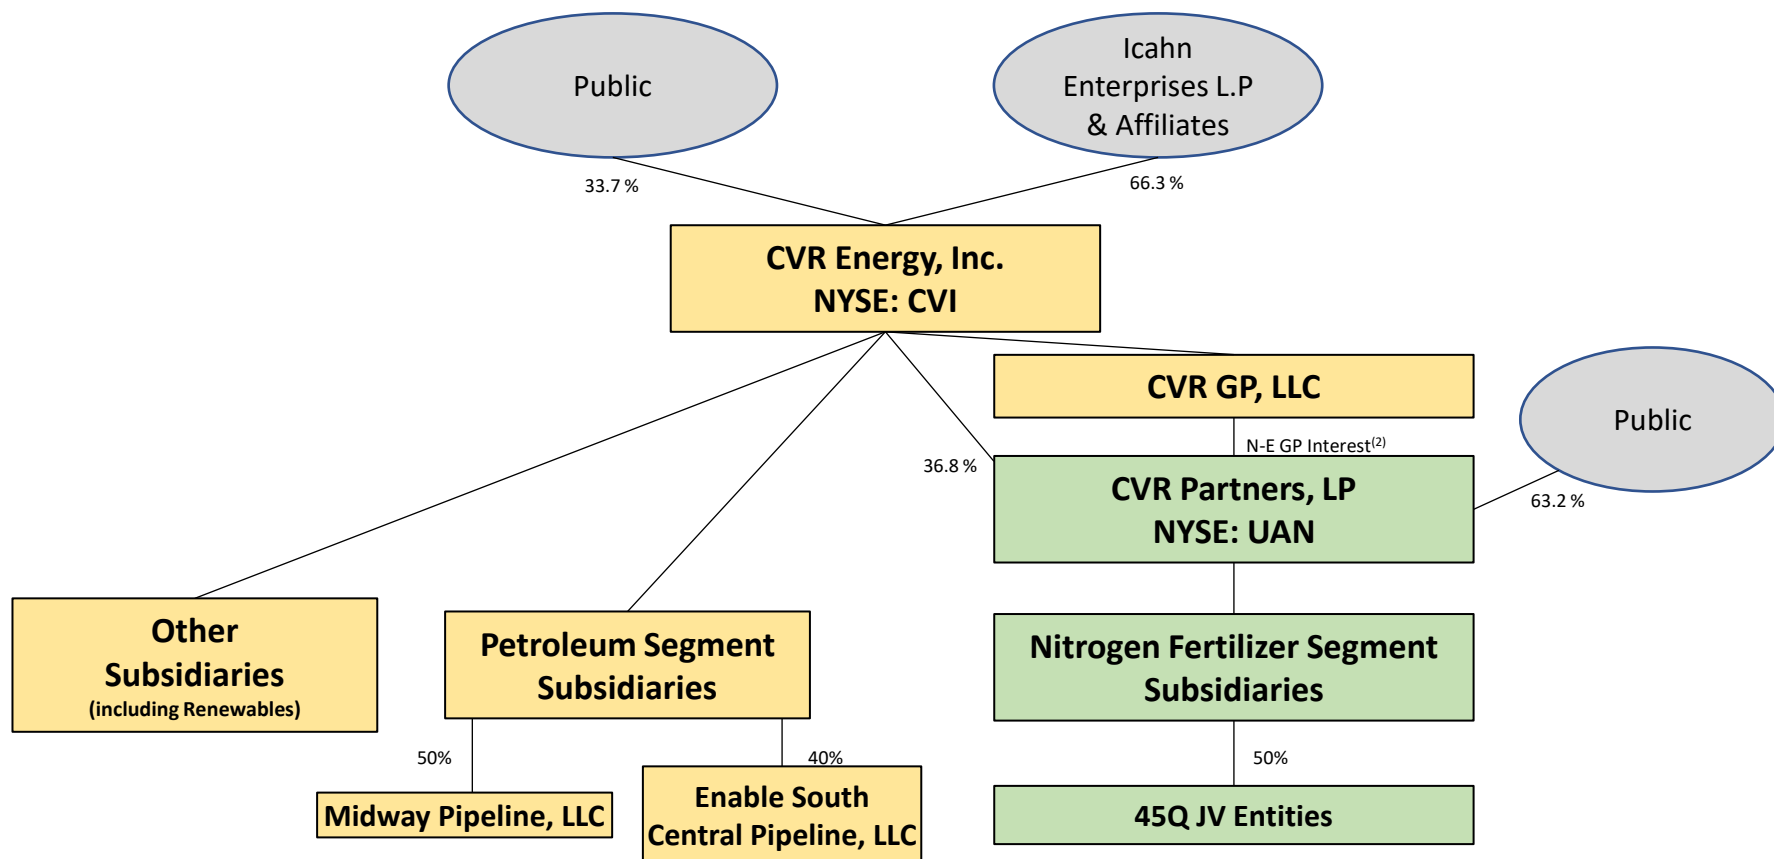 Public
Icahn
Enterprises L.P
& Affiliates
33.7 %
66.3 %
CVR Energy, Inc.
NYSE: CVI
CVR GP, LLC
Public
N-E GP Interest(2)
36.8 %
CVR Partners, LP
NYSE: UAN
63.2 %
Other
Subsidiaries
(including Renewables)
Petroleum Segment
Subsidiaries
Nitrogen Fertilizer Segment
Subsidiaries
50%
40%
50%
Midway Pipeline, LLC
Enable South
Central Pipeline, LLC
45Q JV Entities